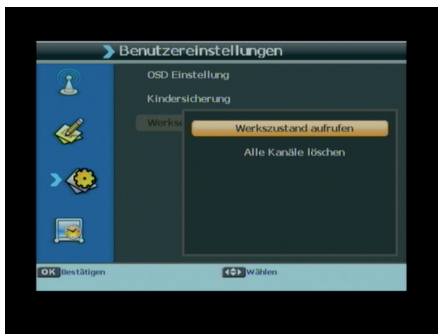 Benutzereinstellungen
OSD Einstellung
Kindersicherung
Werkszustand aufrufen
Alle Kanäle löschen
OK Bestätigen
Wählen